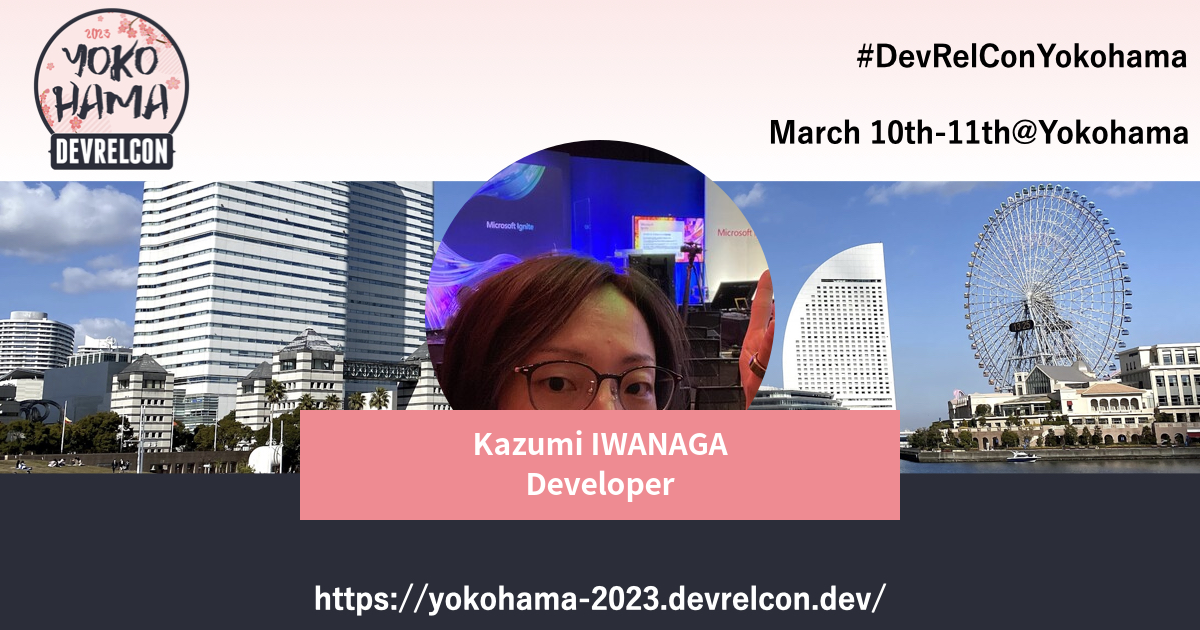 2023
YOKO
HAMA
DEVRELCON
#DevRelConYokohama
March 10th-11th@Yokohama
Microsoft Ignite
Microsoft
Kazumi IWANAGA
Developer
https://yokohama-2023.devrelcon.dev/